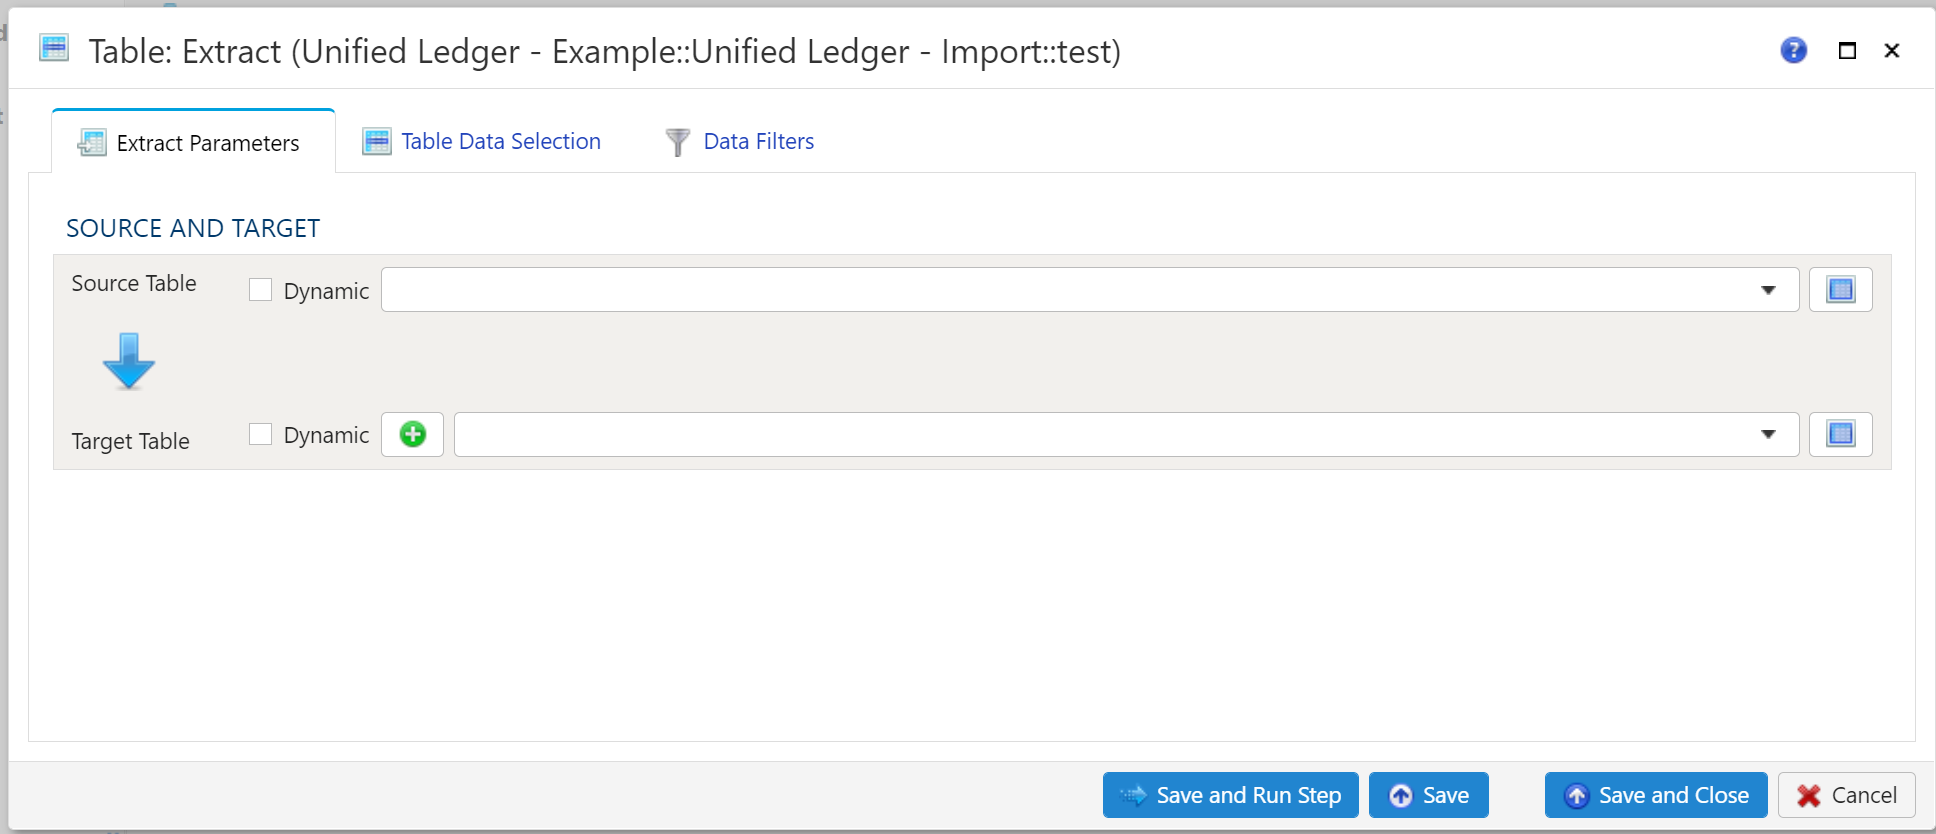 Table: Extract (Unified Ledger - Example::Unified Ledger - Import::test)
Extract Parameters
Table Data Selection
Data Filters
SOURCE AND TARGET
Source Table
Dynamic
Target Table
Dynamic
Save and Run Step
Save
Save and Close
Cancel